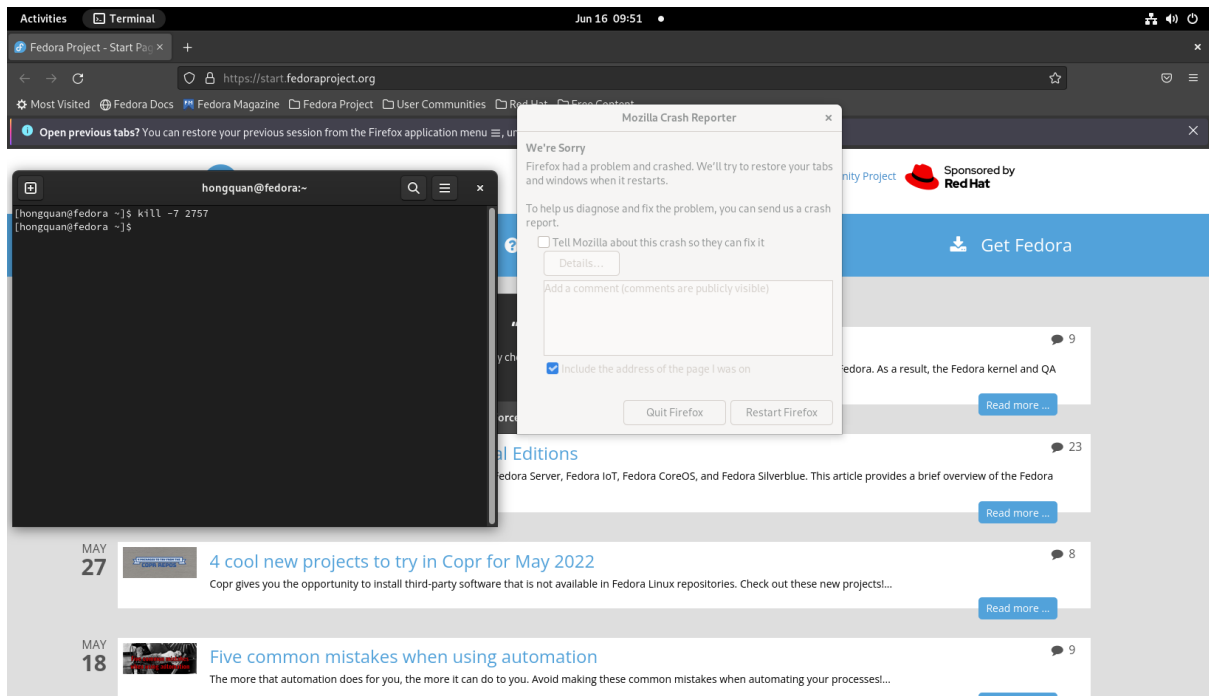 Activities Terminal Jun 16 09:51
Fedora Project - Start Pag
https://start.fedoraproject.org
Most Visited Fedora Docs Fedora Magazine Fedora Project User Communities Red Hat Free Content
Open previous tabs? You can restore your previous session from the Firefox application menu
Mozilla Crash Reporter
We're Sorry
Firefox had a problem and crashed. We'll try to restore your tabs
and windows when it restarts.
To help us diagnose and fix the problem, you can send us a crash
report.
Tell Mozilla about this crash so they can fix it
Details...
Add a comment (comments are publicly visible)
Include the address of the page I was on
Quit Firefox Restart Firefox
hongquan@fedora:~
[hongquan@fedora ~]$ kill -7 2757
[hongquan@fedora ~]$
Project
Sponsored by
Red Hat
Get Fedora
9
edora. As a result, the Fedora kernel and QA
Read more ...
Editions
23
edora Server, Fedora IoT, Fedora CoreOS, and Fedora Silverblue. This article provides a brief overview of the Fedora
Read more ...
MAY
27
4 cool new projects to try in Copr for May 2022
8
Copr gives you the opportunity to install third-party software that is not available in Fedora Linux repositories. Check out these new projects!...
Read more ...
MAY
18
Five common mistakes when using automation
9
The more that automation does for you, the more it can do to you. Avoid making these common mistakes when automating your processes!...